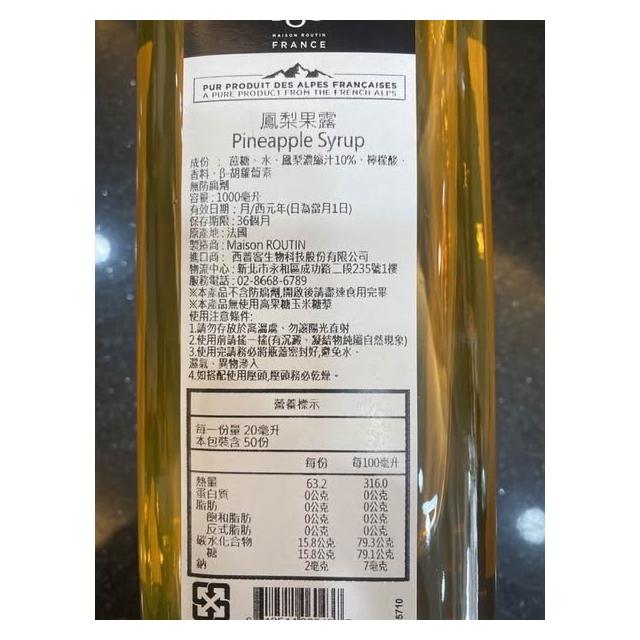 MAISON ROUTIN
FRANCE
PUR PRODUIT DES ALPES FRANÇAISES
A PURE PRODUCT FROM THE FRENCH ALPS
鳳梨果露
Pineapple Syrup
成份 : 蔗糖、水、鳳梨濃縮汁10%、檸檬酸、
香料、β-胡蘿蔔素
無防腐劑
容量 : 1000毫升
有效日期 : 月/西元年(日為當月1日)
保存期限 : 36個月
原產地 : 法國
製造商 : Maison ROUTIN
進口商 : 西普客生物科技股份有限公司
物流中心 : 新北市永和區成功路二段235號1樓
服務電話 : 02-8668-6789
※本產品不含防腐劑,開啟後請盡速食用完畢
※本產品無使用高果糖玉米糖漿
使用注意條件:
1.請勿存放於高溫處、勿讓陽光直射
2.使用前請搖一搖(有沉澱、凝結物純屬自然現象)
3.使用完請務必將瓶蓋密封好,避免水、
濕氣、異物滲入
4.如搭配使用壓頭,壓頭務必乾燥。
營養標示
每一份量 20毫升
本包裝含 50份
每份 每100毫升
熱量 63.2 316.0
蛋白質 0公克 0公克
脂肪 0公克 0公克
飽和脂肪 0公克 0公克
反式脂肪 0公克 0公克
碳水化合物 15.8公克 79.3公克
糖 15.8公克 79.1公克
鈉 2毫克 7毫克
5710